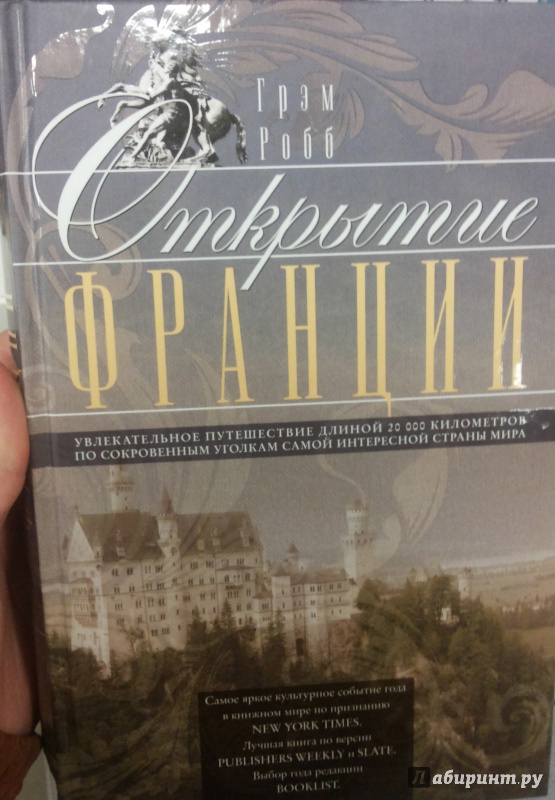 Грэм
Робб
Открытие
ФРАНЦИИ
УВЛЕКАТЕЛЬНОЕ ПУТЕШЕСТВИЕ ДЛИНОЙ 20 000 КИЛОМЕТРОВ
ПО СОКРОВЕННЫМ УГОЛКАМ САМОЙ ИНТЕРЕСНОЙ СТРАНЫ МИРА
Самое яркое культурное событие года
в книжном мире по признанию
NEW YORK TIMES.
Лучшая книга по версии
PUBLISHERS WEEKLY и SLATE.
Выбор года редакции
BOOKLIST.
Лабиринт.ру